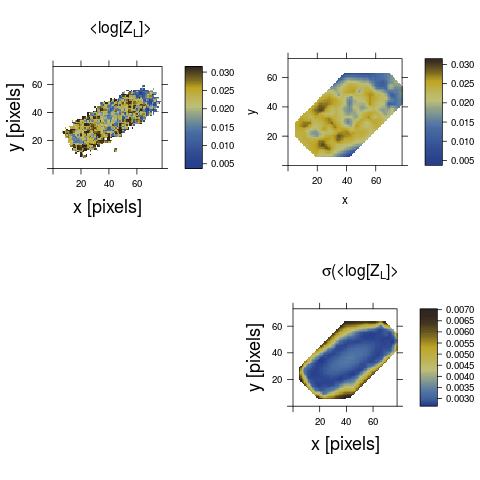 <log[Z_L]>
60
40
20
20 40 60
y [pixels]
x [pixels]
0.030
0.025
0.020
0.015
0.010
0.005
60
40
20
20 40 60
y
x
0.030
0.025
0.020
0.015
0.010
0.005
σ(<log[Z_L]>
60
40
20
20 40 60
y [pixels]
x [pixels]
0.0070
0.0065
0.0060
0.0055
0.0050
0.0045
0.0040
0.0035
0.0030